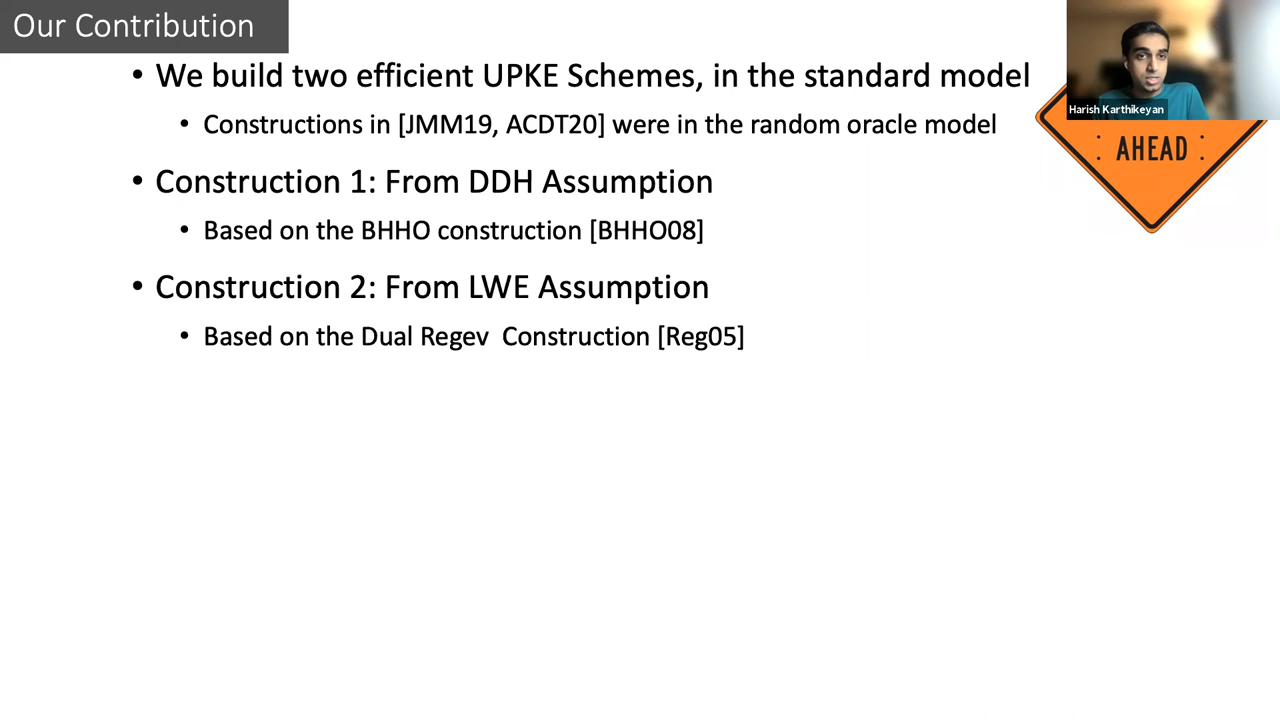 Our Contribution
• We build two efficient UPKE Schemes, in the standard model
• Constructions in [JMM19, ACDT20] were in the random oracle model
• Construction 1: From DDH Assumption
• Based on the BHHO construction [BHHO08]
• Construction 2: From LWE Assumption
• Based on the Dual Regev Construction [Reg05]
Harish Karthikeyan
AHEAD